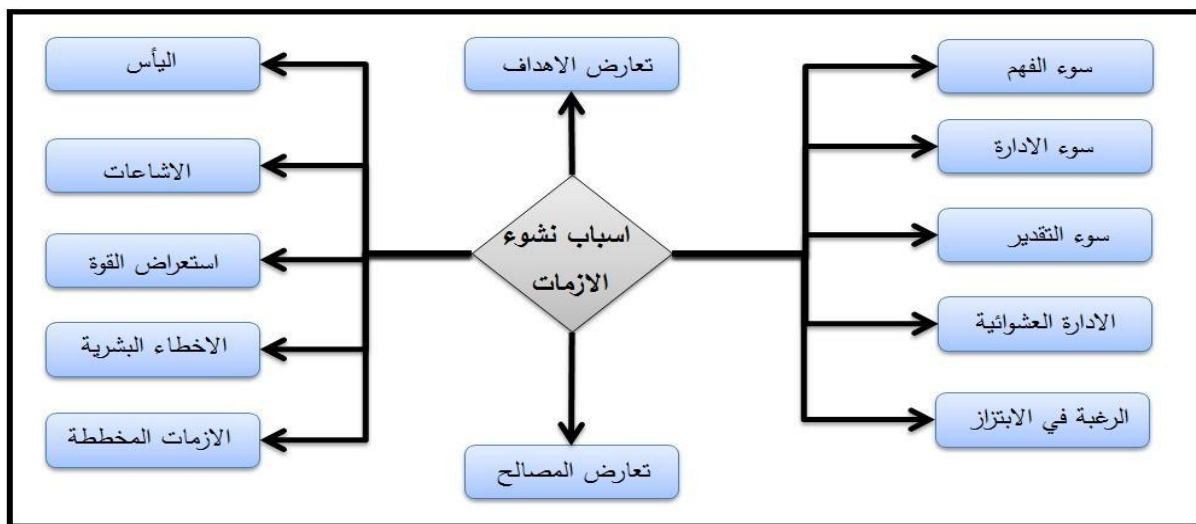 سوء الفهم
سوء الادارة
سوء التقدير
الادارة العشوائية
الرغبة في الابتزاز
تعارض الاهداف
اسباب نشوء
الازمات
تعارض المصالح
اليأس
الاشاعات
استعراض القوة
الاخطاء البشرية
الازمات المخططة